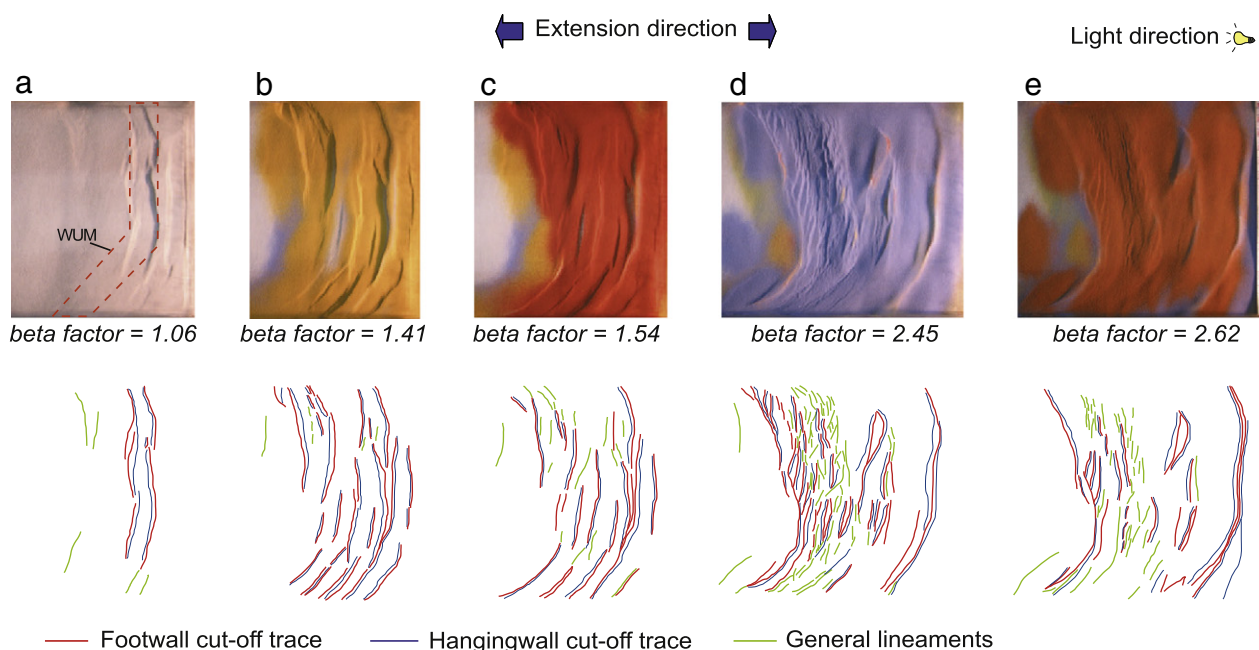 Extension direction
Light direction
a b c d e
WUM
beta factor = 1.06 beta factor = 1.41 beta factor = 1.54 beta factor = 2.45 beta factor = 2.62
Footwall cut-off trace Hangingwall cut-off trace General lineaments